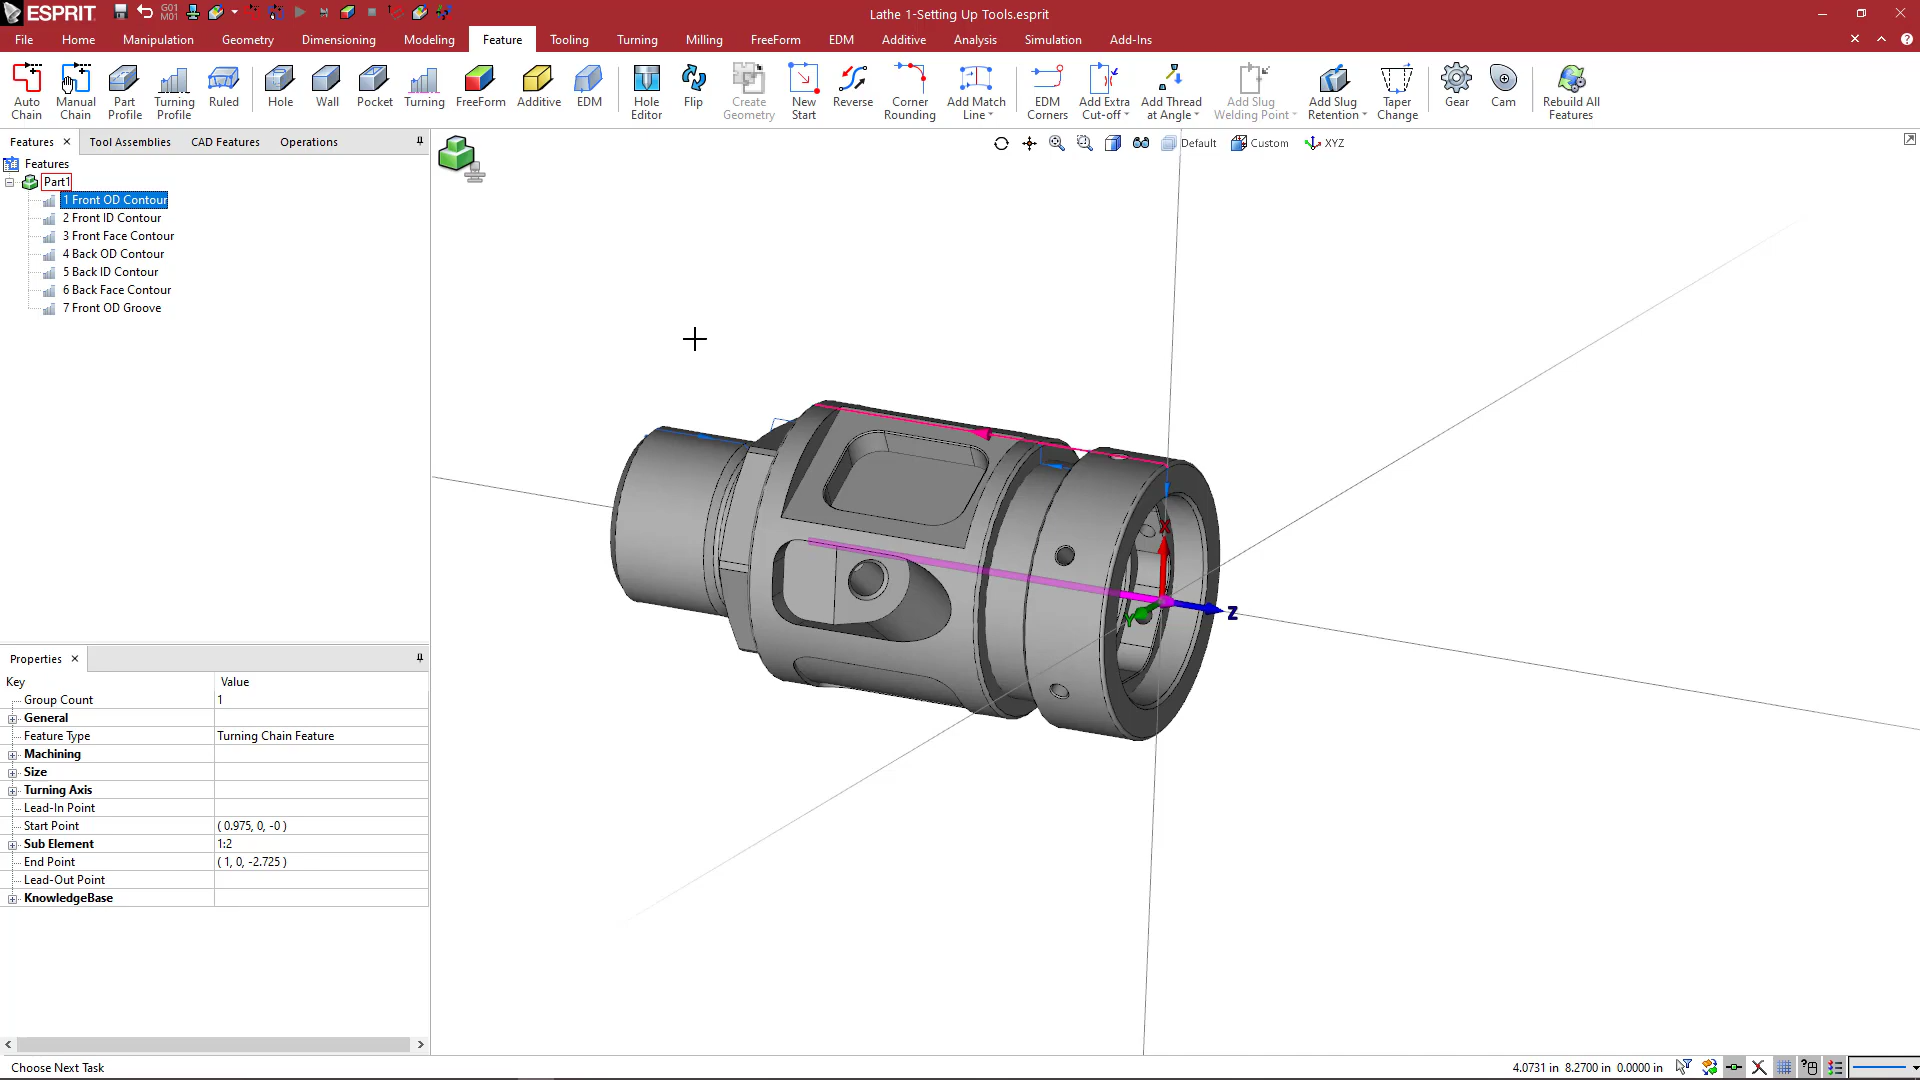 ESPRIT
G01
M01
Lathe 1-Setting Up Tools.esprit
File Home Manipulation Geometry Dimensioning Modeling Feature Tooling Turning Milling FreeForm EDM Additive Analysis Simulation Add-Ins
Auto Chain
Manual Chain
Part Profile
Turning Profile
Ruled
Hole
Wall
Pocket
Turning
FreeForm
Additive
EDM
Hole Editor
Flip
Create Geometry
New Start
Reverse
Corner Rounding
Add Match Line
EDM Corners
Add Extra Cut-off
Add Thread at Angle
Add Slug Welding Point
Add Slug Retention
Taper Change
Gear
Cam
Rebuild All Features
Features Tool Assemblies CAD Features Operations
Default Custom XYZ
Features
Part1
1 Front OD Contour
2 Front ID Contour
3 Front Face Contour
4 Back OD Contour
5 Back ID Contour
6 Back Face Contour
7 Front OD Groove
X
Y
Z
Properties
Key Value
Group Count 1
General
Feature Type Turning Chain Feature
Machining
Size
Turning Axis
Lead-In Point
Start Point ( 0.975, 0, -0 )
Sub Element 1:2
End Point ( 1, 0, -2.725 )
Lead-Out Point
KnowledgeBase
Choose Next Task
4.0731 in 8.2700 in 0.0000 in